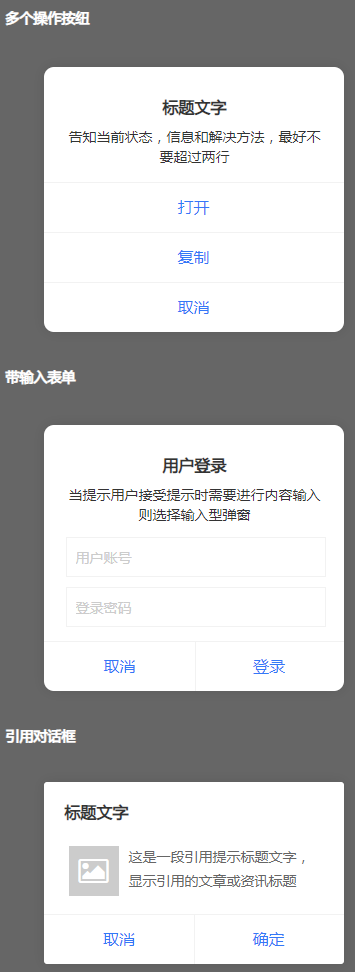 多个操作按纽
标题文字
告知当前状态，信息和解决方法，最好不
要超过两行
打开
复制
取消
带输入表单
用户登录
当提示用户接受提示时需要进行内容输入
则选择输入型弹窗
用户账号
登录密码
取消 登录
引用对话框
标题文字
这是一段引用提示标题文字，
显示引用的文章或资讯标题
取消 确定